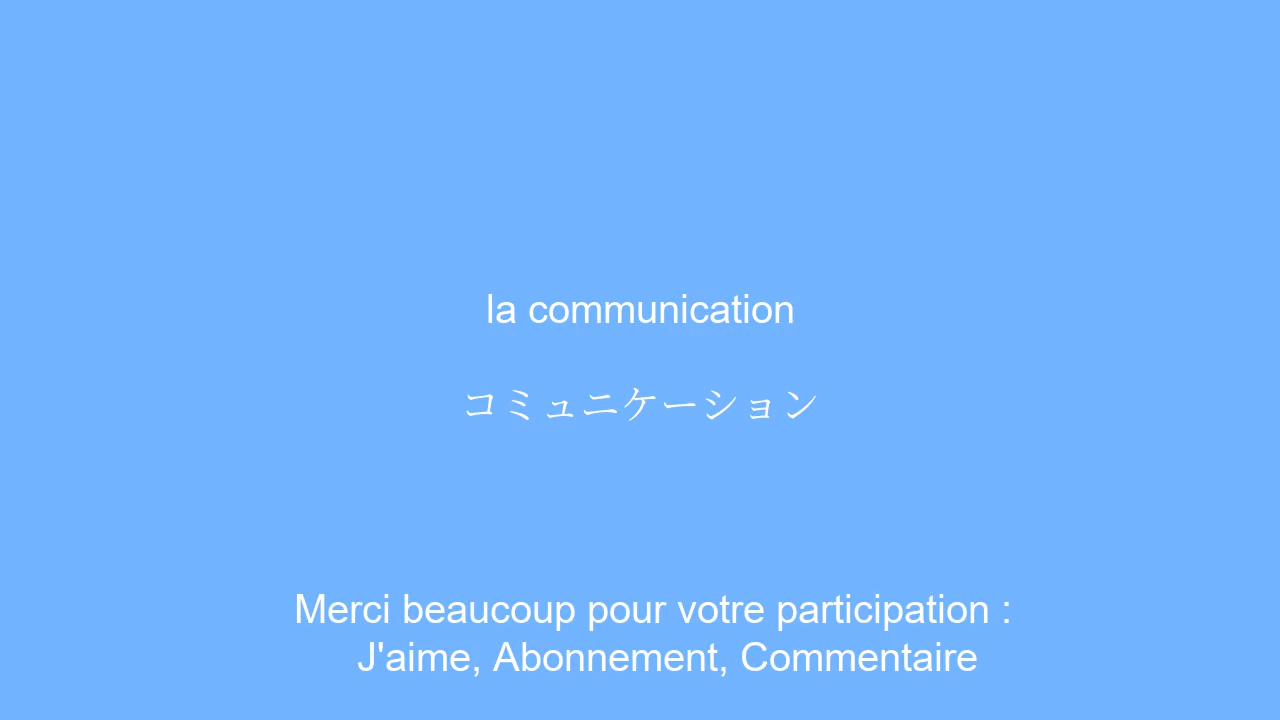 la communication
コミュニケーション
Merci beaucoup pour votre participation :
J'aime, Abonnement, Commentaire